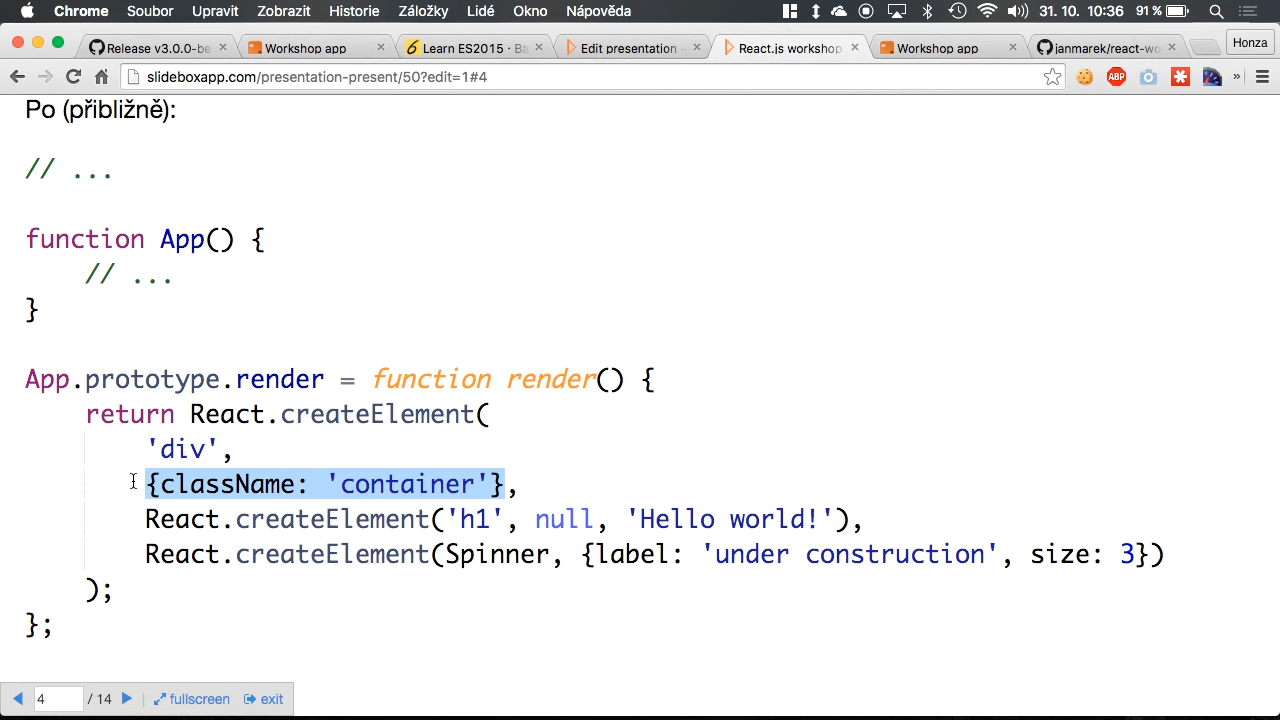 Chrome Soubor Upravit Zobrazit Historie Záložky Lidé Okno Nápověda 31. 10. 10:36 91 %
Release v3.0.0-be Workshop app Learn ES2015 · Ba Edit presentation - React.js workshop Workshop app janmarek/react-wo Honza
slideboxapp.com/presentation-present/50?edit=1#4 ABP »
Po (přibližně):
// ...
function App() {
// ...
}
App.prototype.render = function render() {
return React.createElement(
'div',
{className: 'container'},
React.createElement('h1', null, 'Hello world!'),
React.createElement(Spinner, {label: 'under construction', size: 3})
);
};
4 / 14 fullscreen exit